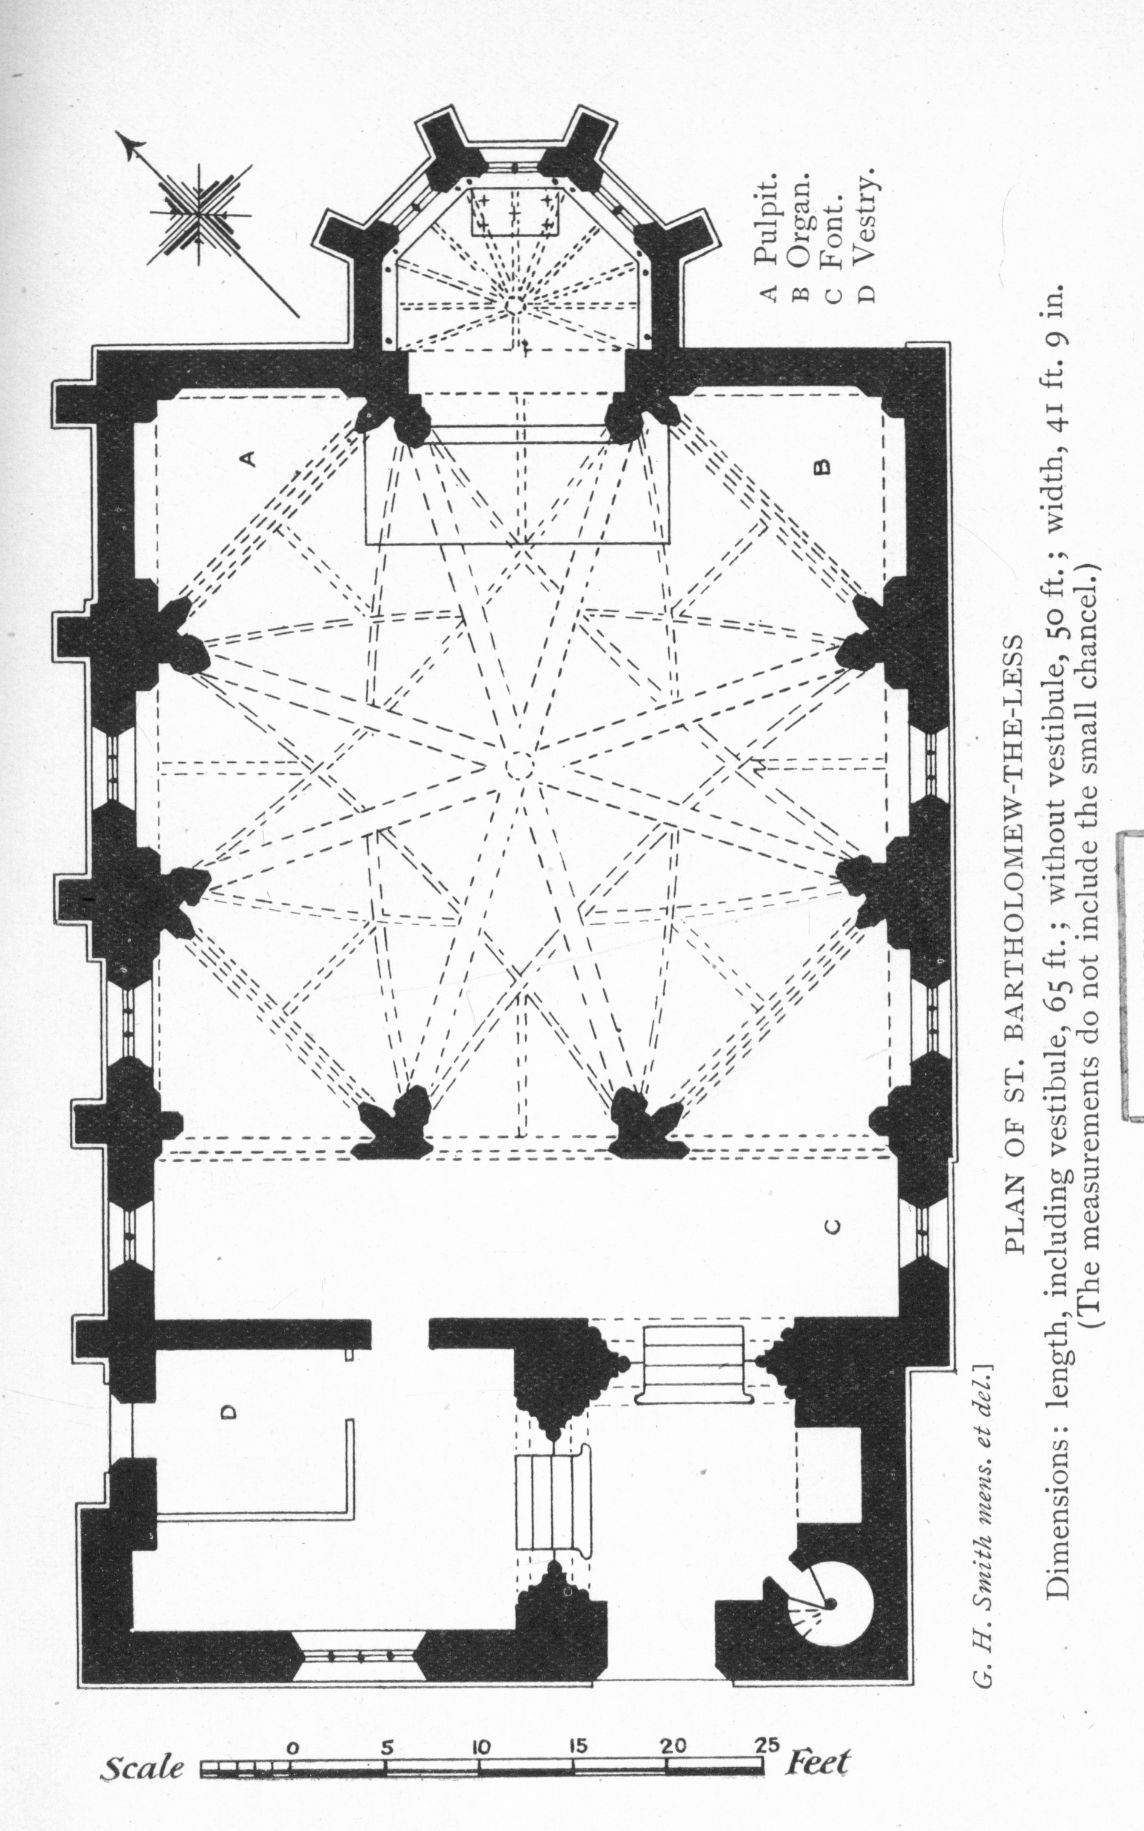 A Pulpit.
B Organ.
C Font.
D Vestry.
A
B
C
D
G. H. Smith mens. et del.]
PLAN OF ST. BARTHOLOMEW-THE-LESS
Dimensions: length, including vestibule, 65 ft.; without vestibule, 50 ft.; width, 41 ft. 9 in.
(The measurements do not include the small chancel.)
Scale 0 5 10 15 20 25 Feet